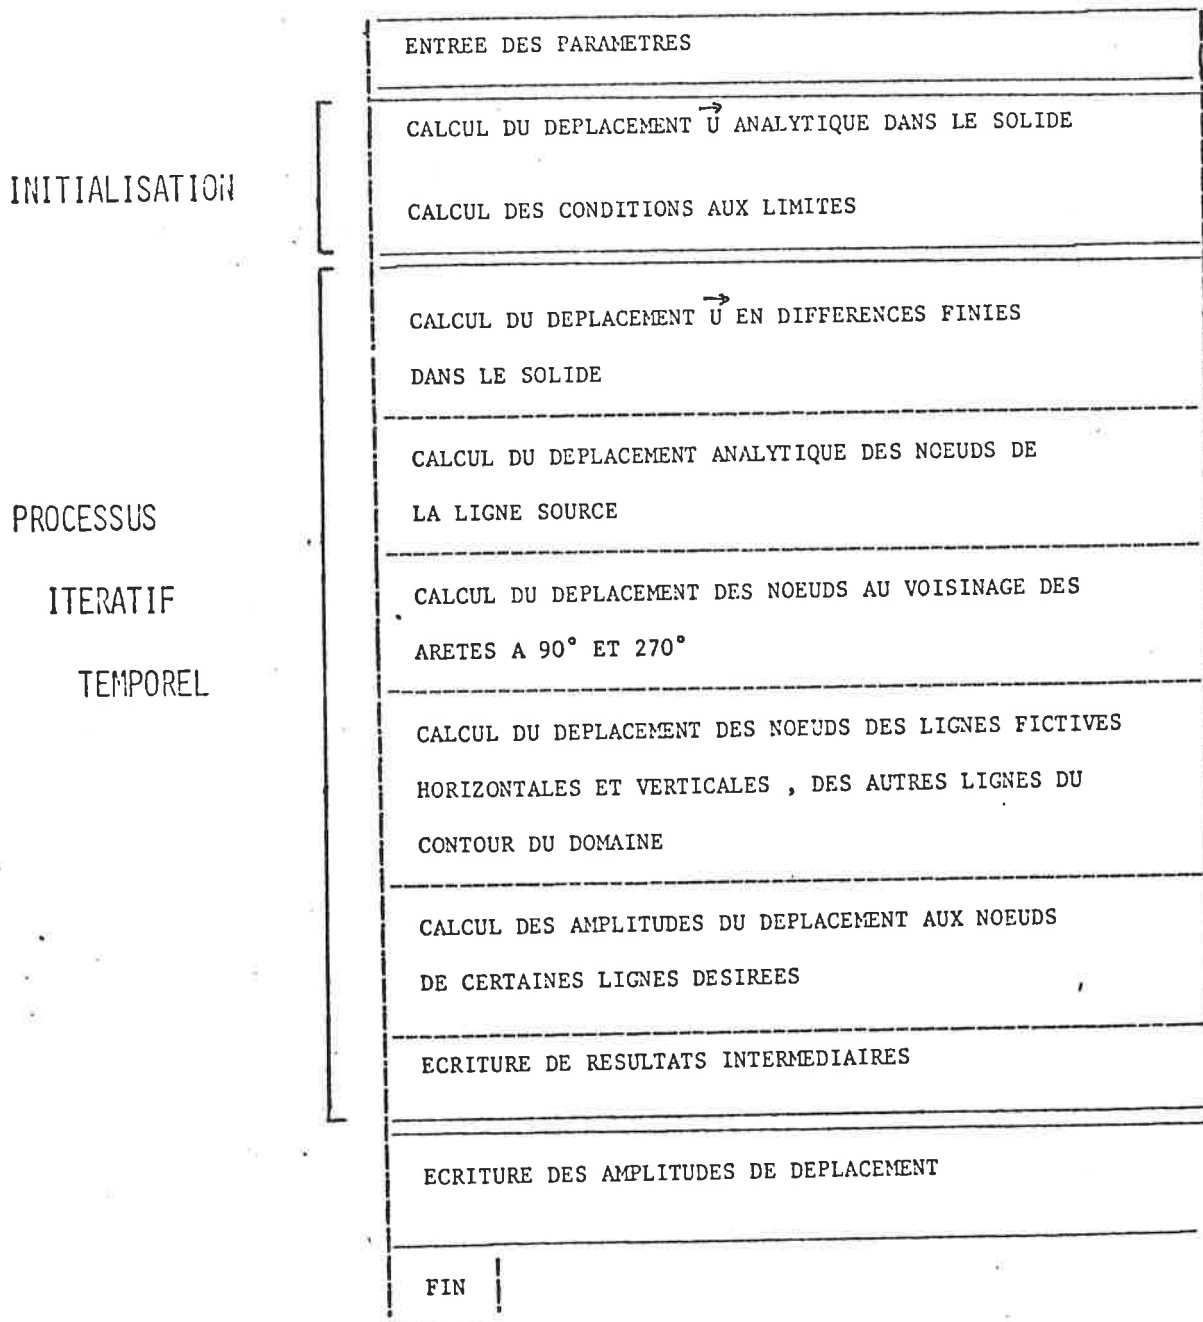 ENTREE DES PARAMETRES
INITIALISATION
CALCUL DU DEPLACEMENT U ANALYTIQUE DANS LE SOLIDE
CALCUL DES CONDITIONS AUX LIMITES
PROCESSUS
ITERATIF
TEMPOREL
CALCUL DU DEPLACEMENT U EN DIFFERENCES FINIES
DANS LE SOLIDE
CALCUL DU DEPLACEMENT ANALYTIQUE DES NOEUDS DE
LA LIGNE SOURCE
CALCUL DU DEPLACEMENT DES NOEUDS AU VOISINAGE DES
ARETES A 90° ET 270°
CALCUL DU DEPLACEMENT DES NOEUDS DES LIGNES FICTIVES
HORIZONTALES ET VERTICALES , DES AUTRES LIGNES DU
CONTOUR DU DOMAINE
CALCUL DES AMPLITUDES DU DEPLACEMENT AUX NOEUDS
DE CERTAINES LIGNES DESIREES
ECRITURE DE RESULTATS INTERMEDIAIRES
ECRITURE DES AMPLITUDES DE DEPLACEMENT
FIN